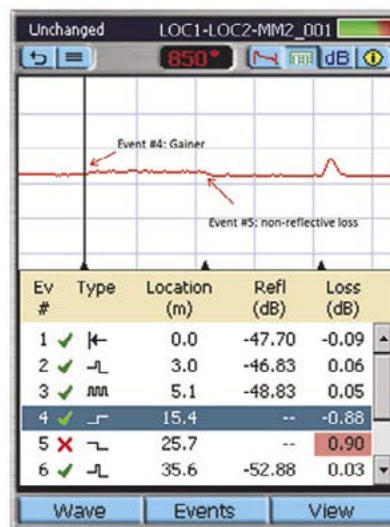 Unchanged LOC1-LOC2-MM2_001
850* dB
Event #4: Gainer
Event #5: non-reflective loss
Ev # Type Location (m) Refl (dB) Loss (dB)
1 0.0 -47.70 -0.09
2 3.0 -46.83 0.06
3 5.1 -48.83 0.05
4 15.4 -- -0.88
5 25.7 -- 0.90
6 35.6 -52.88 0.03
Wave Events View